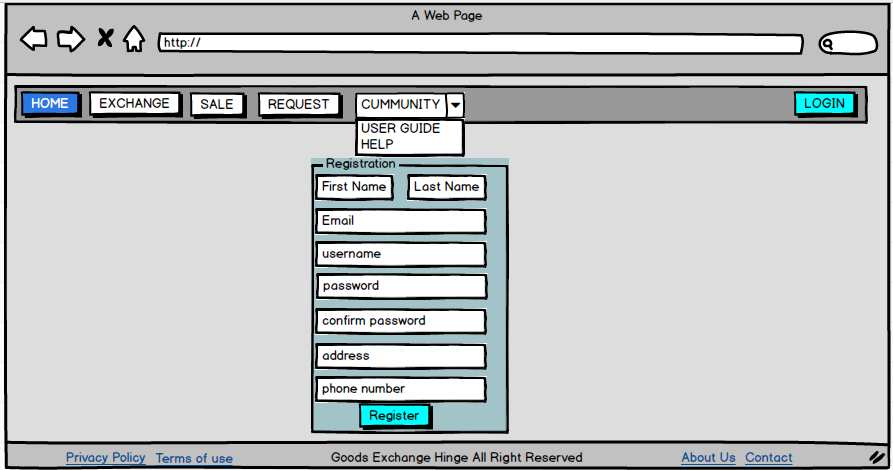 A Web Page
http://
HOME EXCHANGE SALE REQUEST CUMMUNITY LOGIN
USER GUIDE
HELP
Registration
First Name Last Name
Email
username
password
confirm password
address
phone number
Register
Privacy Policy Terms of use Goods Exchange Hinge All Right Reserved About Us Contact